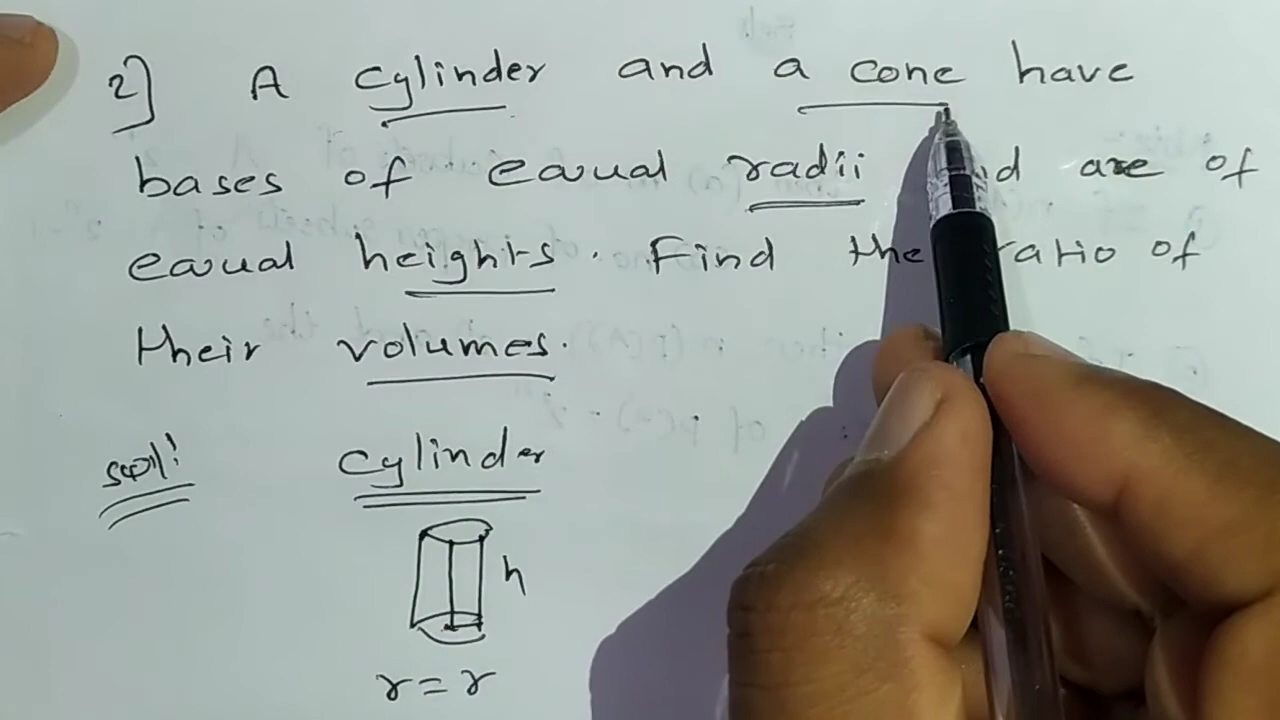 2] A cylinder and a cone have
bases of equal radii and are of
equal heights. Find the ratio of
their volumes.
sol!
cylinder
h
r = r